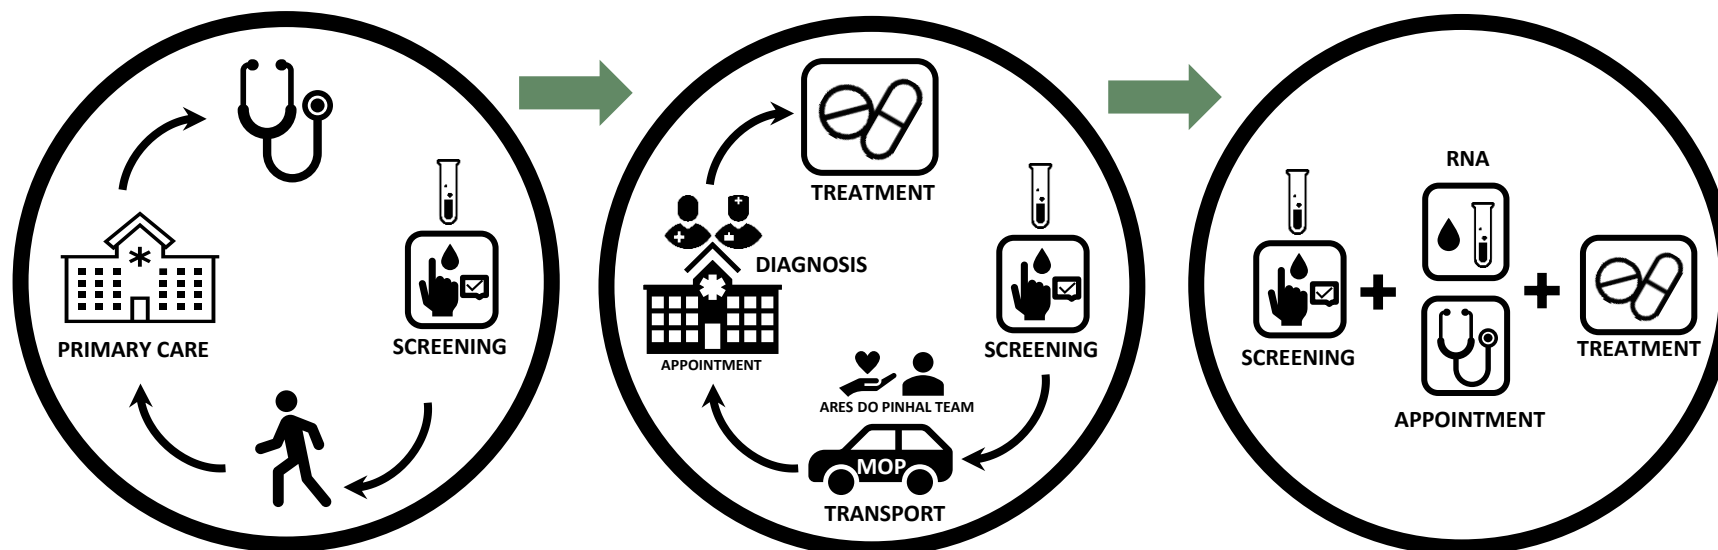 PRIMARY CARE
SCREENING
TREATMENT
DIAGNOSIS
APPOINTMENT
SCREENING
ARES DO PINHAL TEAM
MOP
TRANSPORT
RNA
SCREENING
APPOINTMENT
TREATMENT